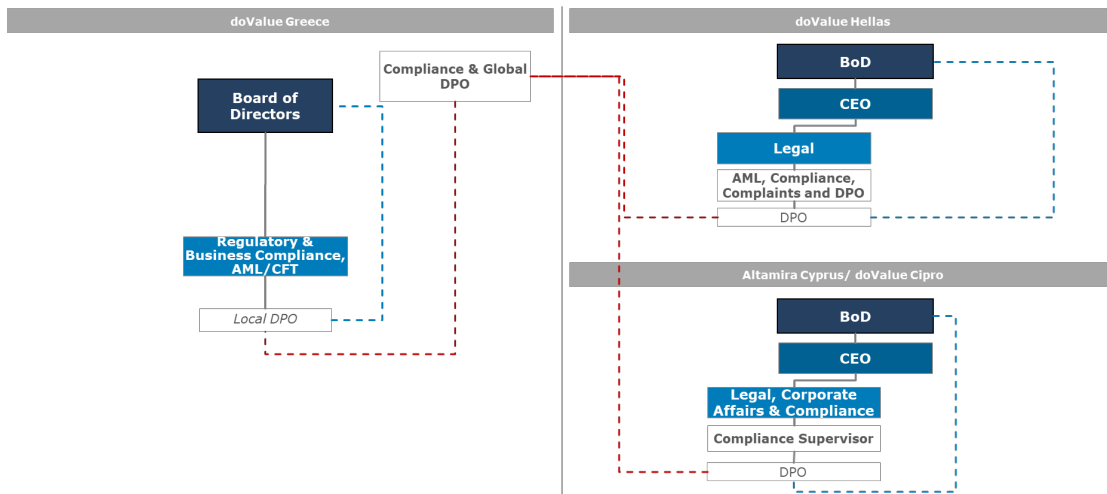 doValue Greece
Compliance & Global
DPO
Board of
Directors
Regulatory &
Business Compliance,
AML/CFT
Local DPO
doValue Hellas
BoD
CEO
Legal
AML, Compliance,
Complaints and DPO
DPO
Altamira Cyprus/ doValue Cipro
BoD
CEO
Legal, Corporate
Affairs & Compliance
Compliance Supervisor
DPO